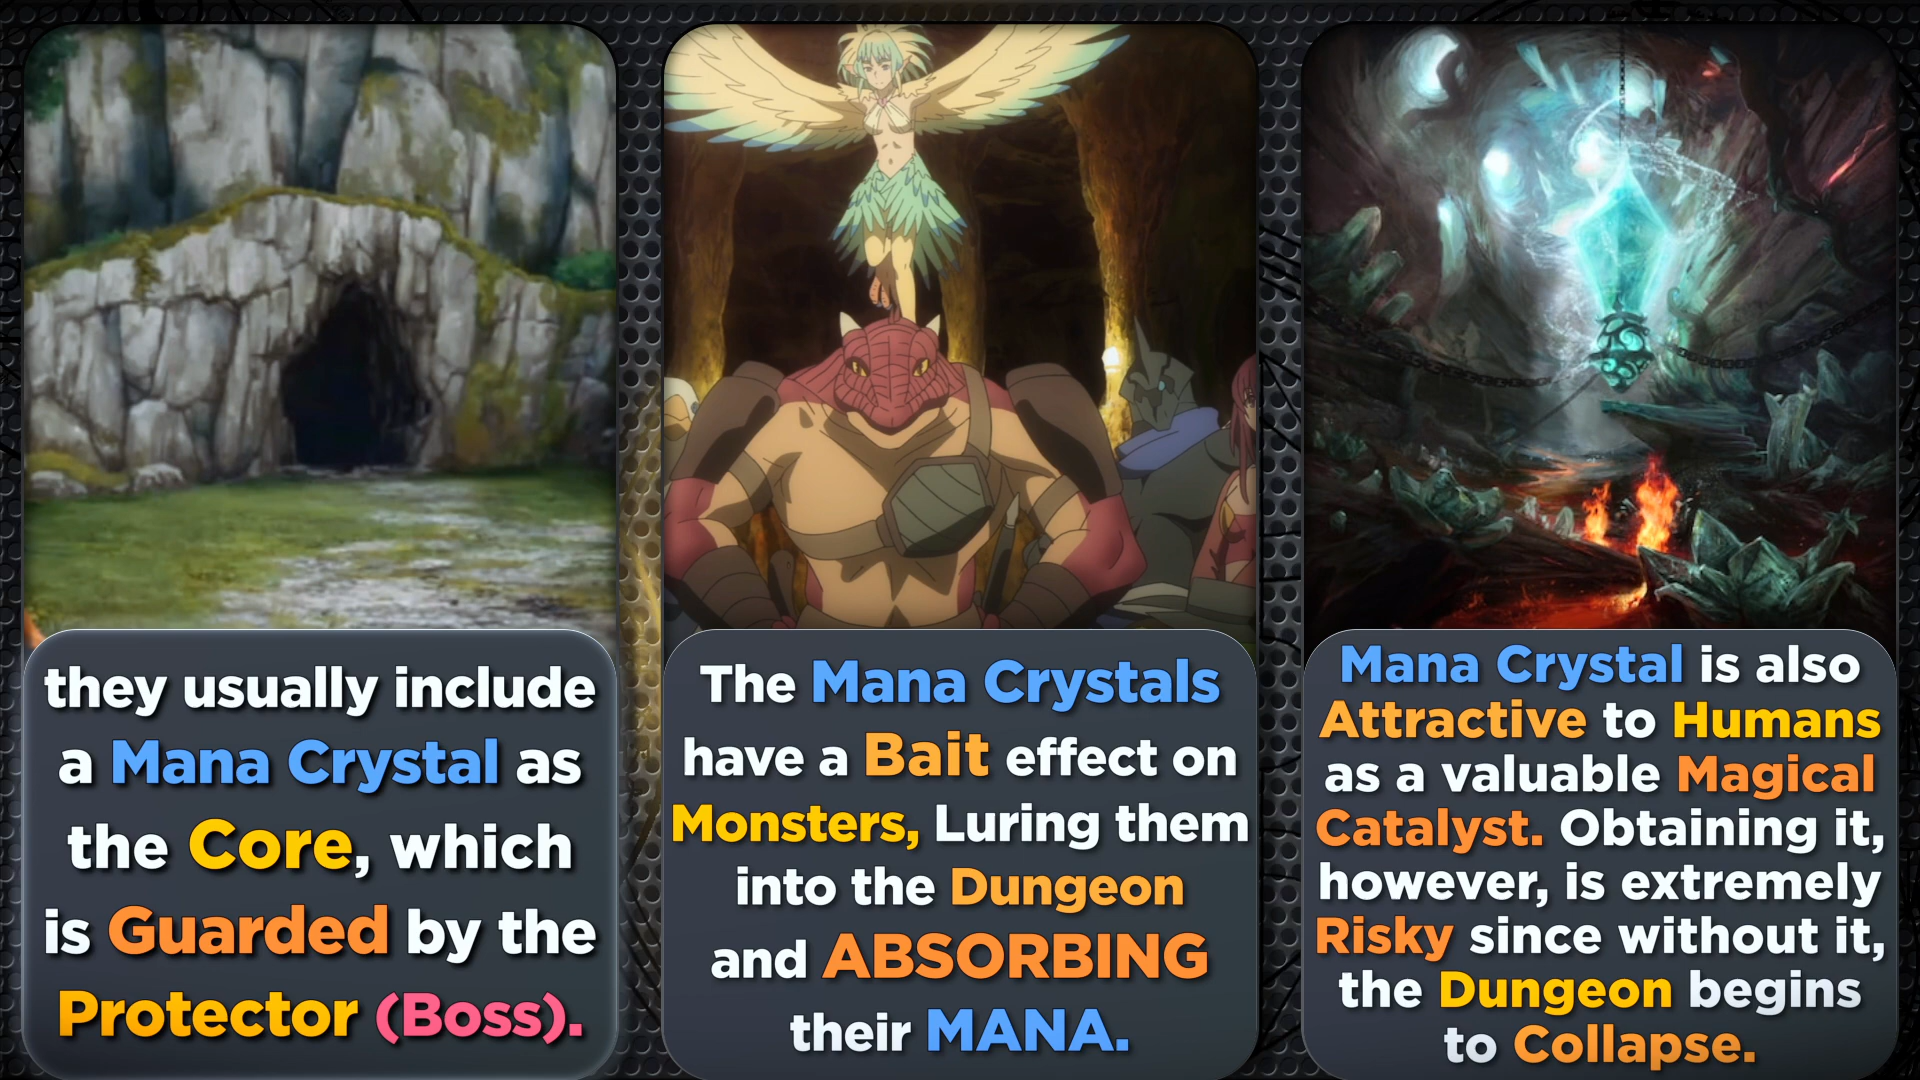 they usually include
a Mana Crystal as
the Core, which
is Guarded by the
Protector (Boss).
The Mana Crystals
have a Bait effect on
Monsters, Luring them
into the Dungeon
and ABSORBING
their MANA.
Mana Crystal is also
Attractive to Humans
as a valuable Magical
Catalyst. Obtaining it,
however, is extremely
Risky since without it,
the Dungeon begins
to Collapse.